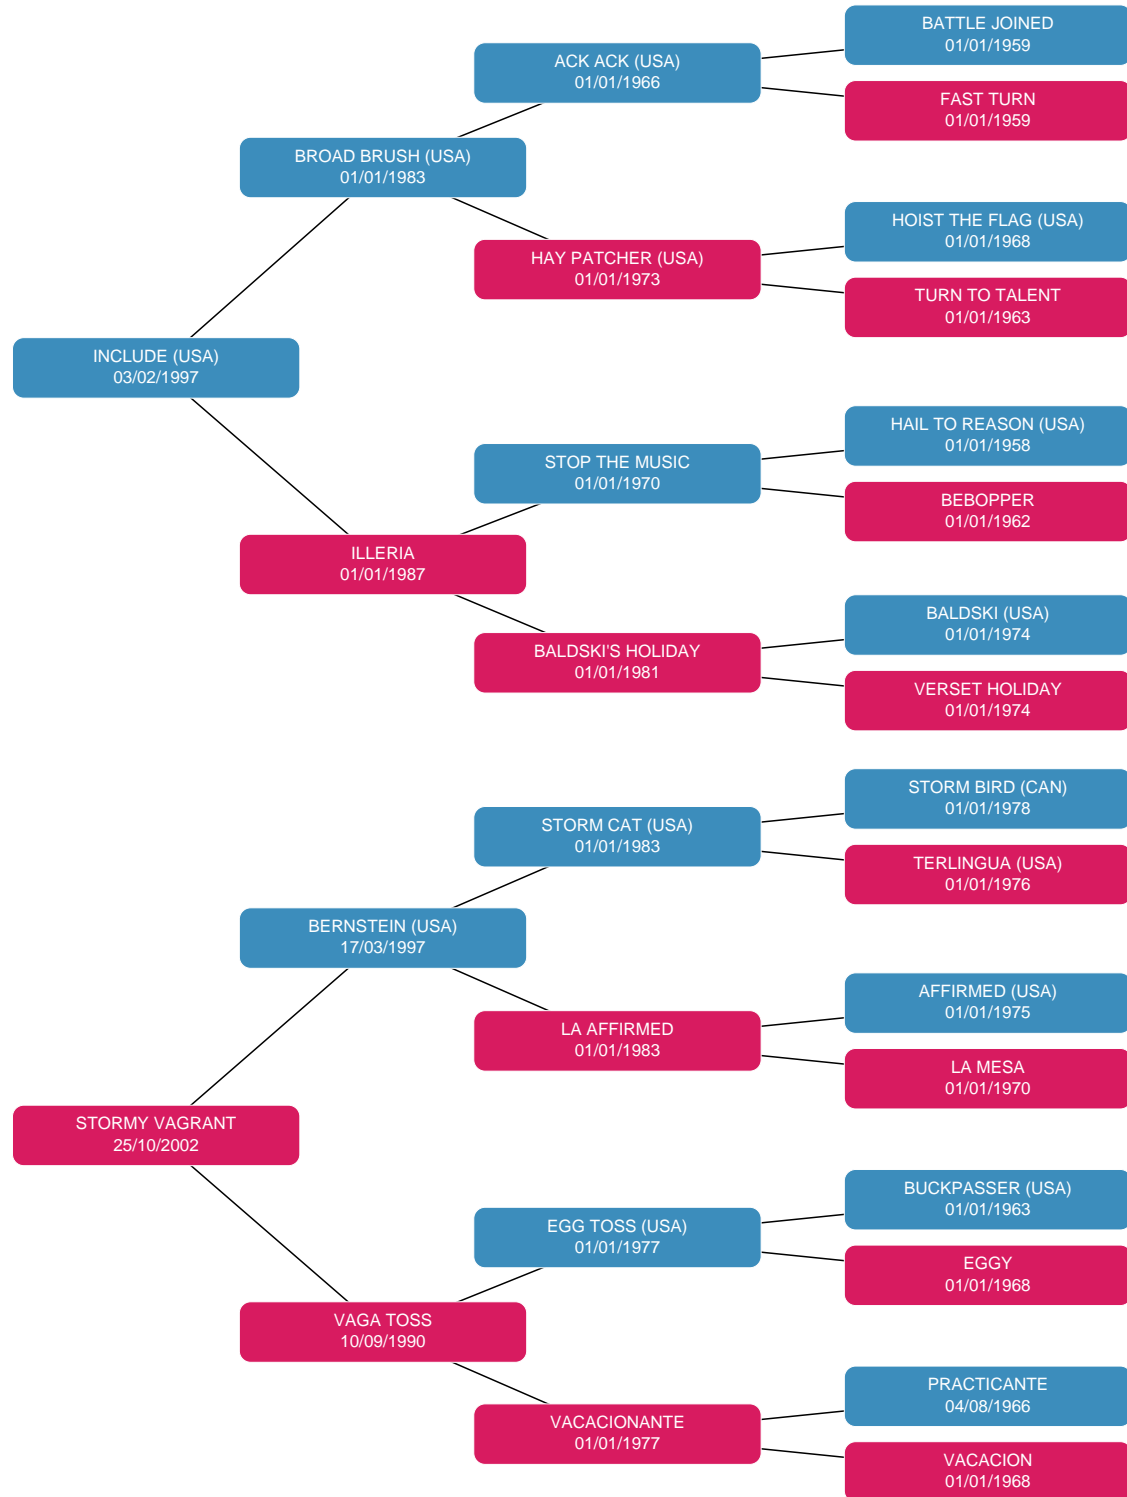 BATTLE JOINED
01/01/1959
ACK ACK (USA)
01/01/1966
FAST TURN
01/01/1959
BROAD BRUSH (USA)
01/01/1983
HOIST THE FLAG (USA)
01/01/1968
HAY PATCHER (USA)
01/01/1973
TURN TO TALENT
01/01/1963
INCLUDE (USA)
03/02/1997
HAIL TO REASON (USA)
01/01/1958
STOP THE MUSIC
01/01/1970
BEBOPPER
01/01/1962
ILLERIA
01/01/1987
BALDSKI (USA)
01/01/1974
BALDSKI'S HOLIDAY
01/01/1981
VERSET HOLIDAY
01/01/1974
STORM BIRD (CAN)
01/01/1978
STORM CAT (USA)
01/01/1983
TERLINGUA (USA)
01/01/1976
BERNSTEIN (USA)
17/03/1997
AFFIRMED (USA)
01/01/1975
LA AFFIRMED
01/01/1983
LA MESA
01/01/1970
STORMY VAGRANT
25/10/2002
BUCKPASSER (USA)
01/01/1963
EGG TOSS (USA)
01/01/1977
EGGY
01/01/1968
VAGA TOSS
10/09/1990
PRACTICANTE
04/08/1966
VACACIONANTE
01/01/1977
VACACION
01/01/1968